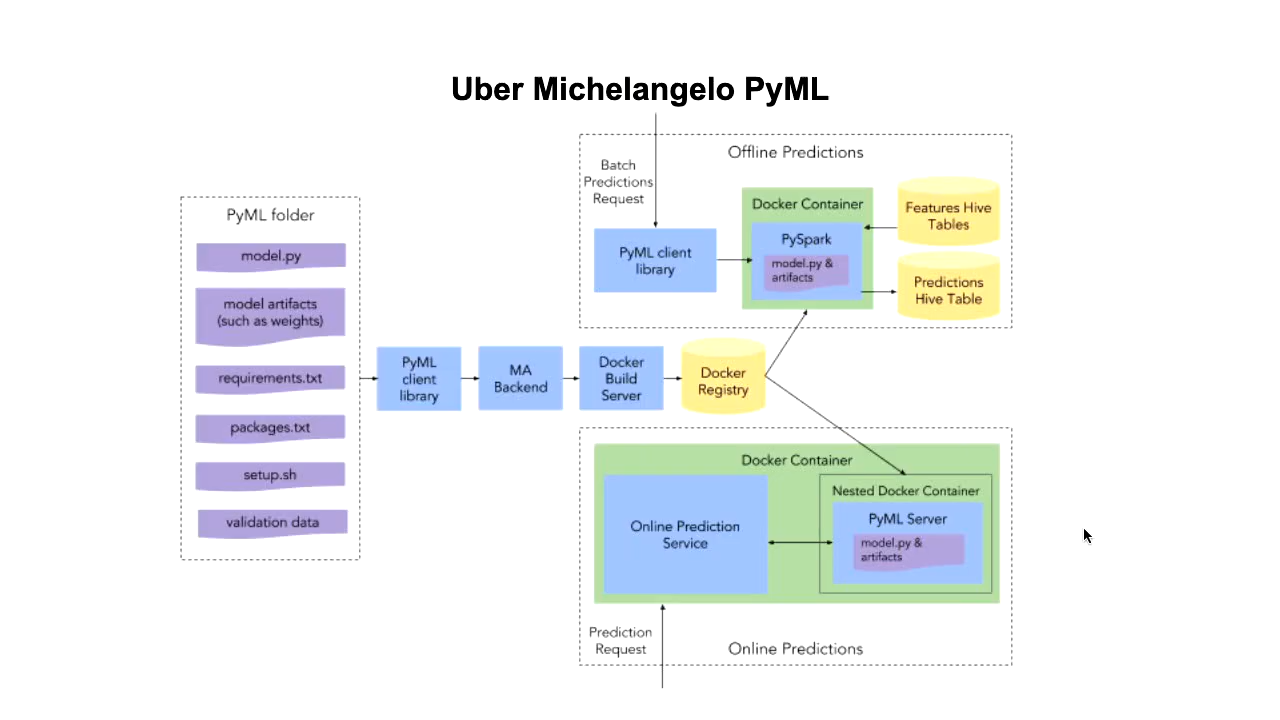 Uber Michelangelo PyML
Offline Predictions
Batch
Predictions
Request
PyML client
library
Docker Container
PySpark
model.py &
artifacts
Features Hive
Tables
Predictions
Hive Table
PyML folder
model.py
model artifacts
(such as weights)
requirements.txt
packages.txt
setup.sh
validation data
PyML
client
library
MA
Backend
Docker
Build
Server
Docker
Registry
Docker Container
Online Prediction
Service
Nested Docker Container
PyML Server
model.py &
artifacts
Prediction
Request
Online Predictions